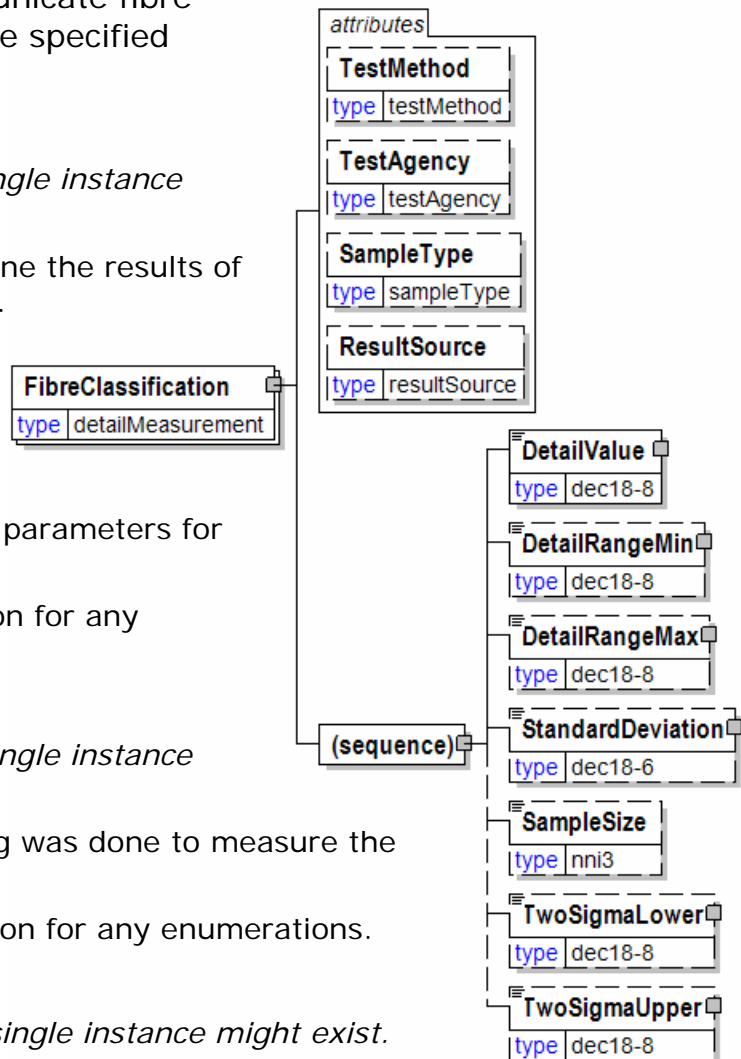 unicate fibre
e specified
ngle instance
ne the results of
.
parameters for
on for any
ngle instance
g was done to measure the
on for any enumerations.
single instance might exist.
attributes
TestMethod
type testMethod
TestAgency
type testAgency
SampleType
type sampleType
ResultSource
type resultSource
FibreClassification
type detailMeasurement
(sequence)
DetailValue
type dec18-8
DetailRangeMin
type dec18-8
DetailRangeMax
type dec18-8
StandardDeviation
type dec18-6
SampleSize
type nni3
TwoSigmaLower
type dec18-8
TwoSigmaUpper
type dec18-8